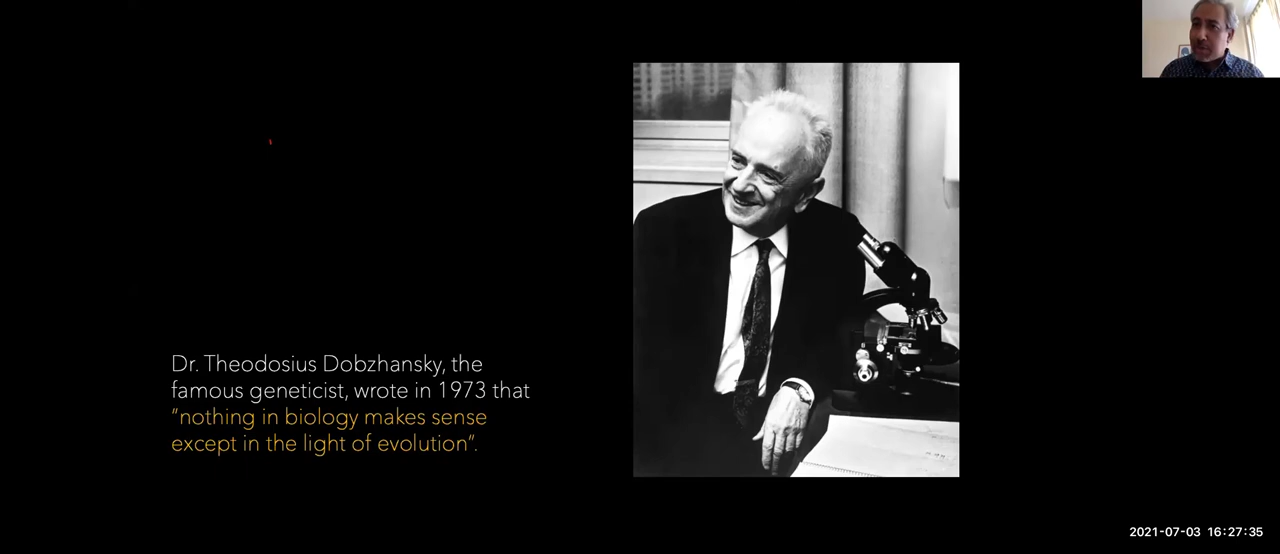 Dr. Theodosius Dobzhansky, the
famous geneticist, wrote in 1973 that
“nothing in biology makes sense
except in the light of evolution”.
2021-07-03 16:27:35